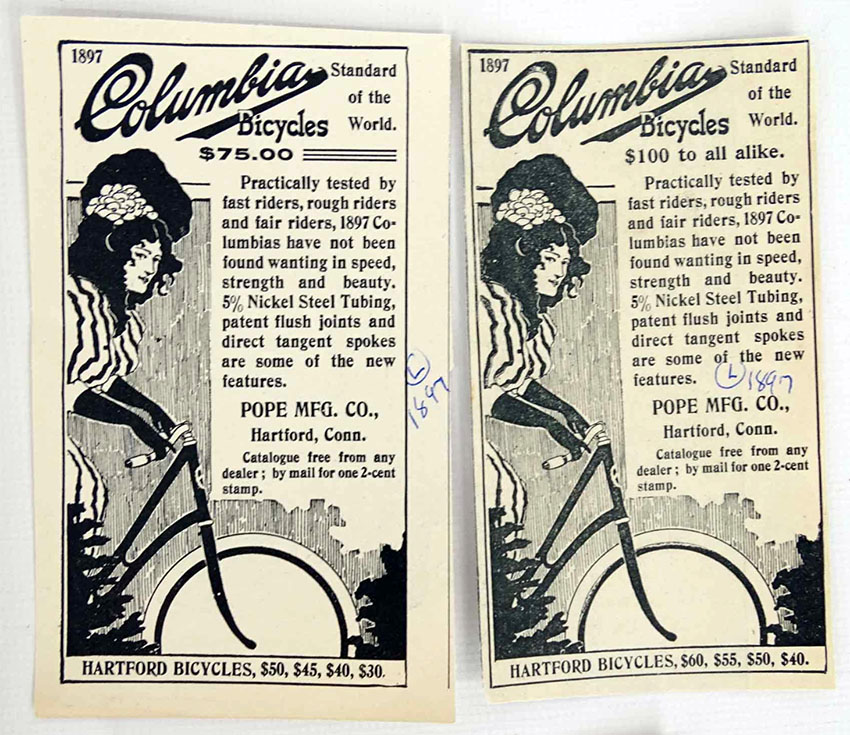 1897
Columbia
Standard
of the
World.
Bicycles
$75.00
Practically tested by
fast riders, rough riders
and fair riders, 1897 Co-
lumbias have not been
found wanting in speed,
strength and beauty.
5% Nickel Steel Tubing,
patent flush joints and
direct tangent spokes
are some of the new
features.
POPE MFG. CO.,
Hartford, Conn.
Catalogue free from any
dealer; by mail for one 2-cent
stamp.
HARTFORD BICYCLES, $50, $45, $40, $30.
L
1897
1897
Columbia
Standard
of the
World.
Bicycles
$100 to all alike.
Practically tested by
fast riders, rough riders
and fair riders, 1897 Co-
lumbias have not been
found wanting in speed,
strength and beauty.
5% Nickel Steel Tubing,
patent flush joints and
direct tangent spokes
are some of the new
features.
L 1897
POPE MFG. CO.,
Hartford, Conn.
Catalogue free from any
dealer; by mail for one 2-cent
stamp.
HARTFORD BICYCLES, $60, $55, $50, $40.